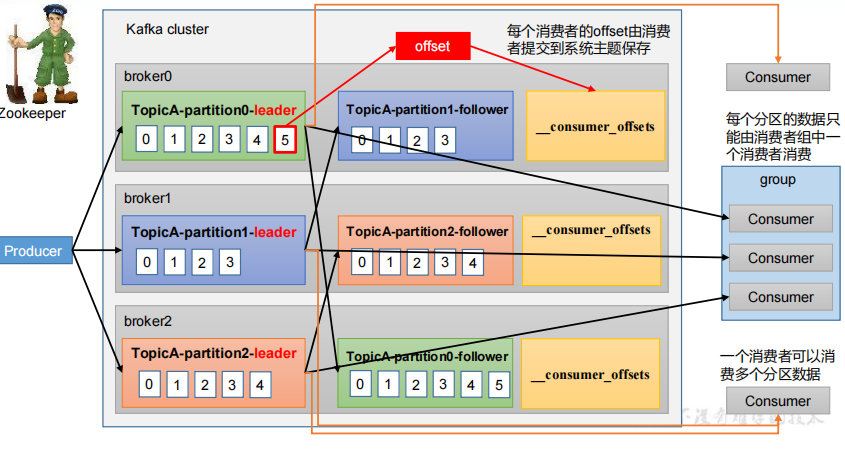 Zookeeper
Kafka cluster
offset
每个消费者的offset由消费
者提交到系统主题保存
broker0
TopicA-partition0-leader
0 1 2 3 4 5
TopicA-partition1-follower
0 1 2 3
__consumer_offsets
Consumer
每个分区的数据只
能由消费者组中一
个消费者消费
group
Consumer
Consumer
Consumer
Producer
broker1
TopicA-partition1-leader
0 1 2 3
TopicA-partition2-follower
0 1 2 3 4
__consumer_offsets
broker2
TopicA-partition2-leader
0 1 2 3 4
TopicA-partition0-follower
0 1 2 3 4 5
__consumer_offsets
一个消费者可以消
费多个分区数据
Consumer